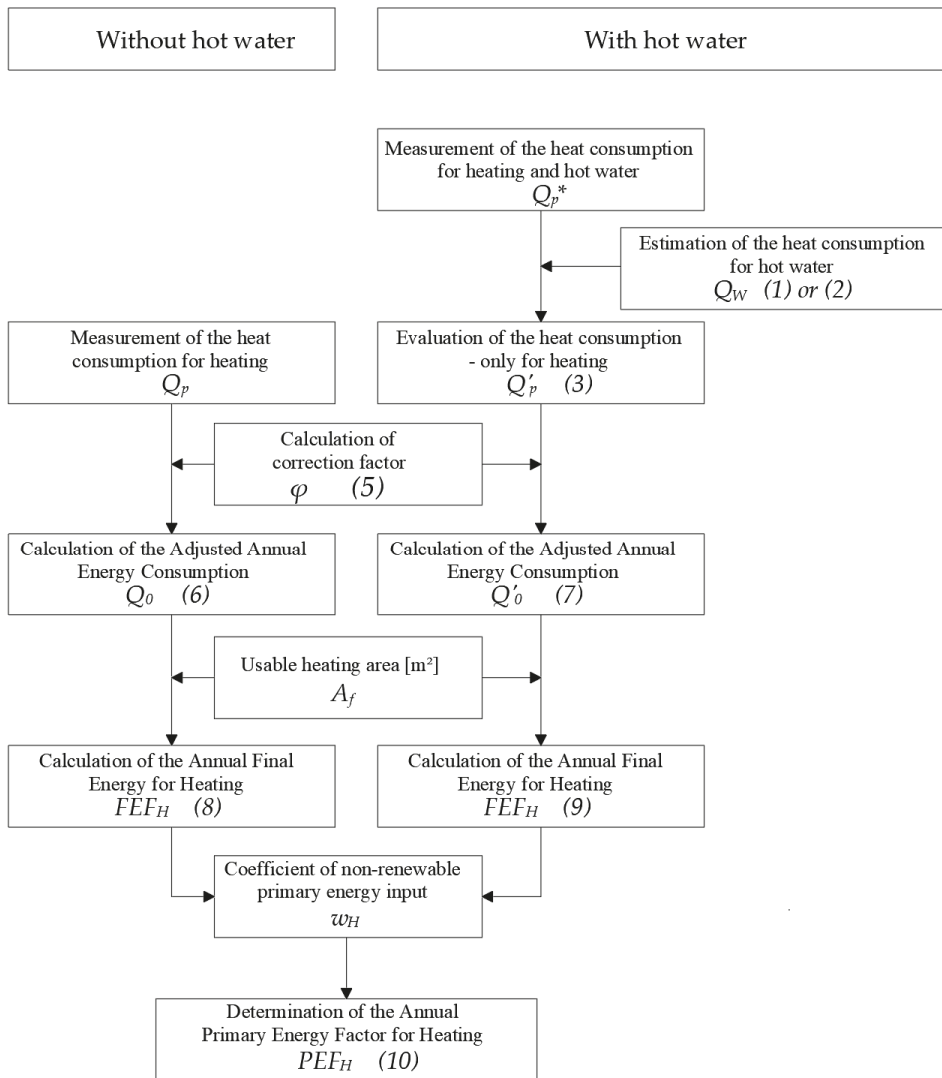 Without hot water
With hot water
Measurement of the heat consumption
for heating and hot water
Qp*
Estimation of the heat consumption
for hot water
QW (1) or (2)
Measurement of the heat
consumption for heating
Qp
Evaluation of the heat consumption
- only for heating
Q'p (3)
Calculation of
correction factor
φ (5)
Calculation of the Adjusted Annual
Energy Consumption
Q0 (6)
Calculation of the Adjusted Annual
Energy Consumption
Q'0 (7)
Usable heating area [m²]
Af
Calculation of the Annual Final
Energy for Heating
FEFH (8)
Calculation of the Annual Final
Energy for Heating
FEFH (9)
Coefficient of non-renewable
primary energy input
wH
Determination of the Annual
Primary Energy Factor for Heating
PEFH (10)